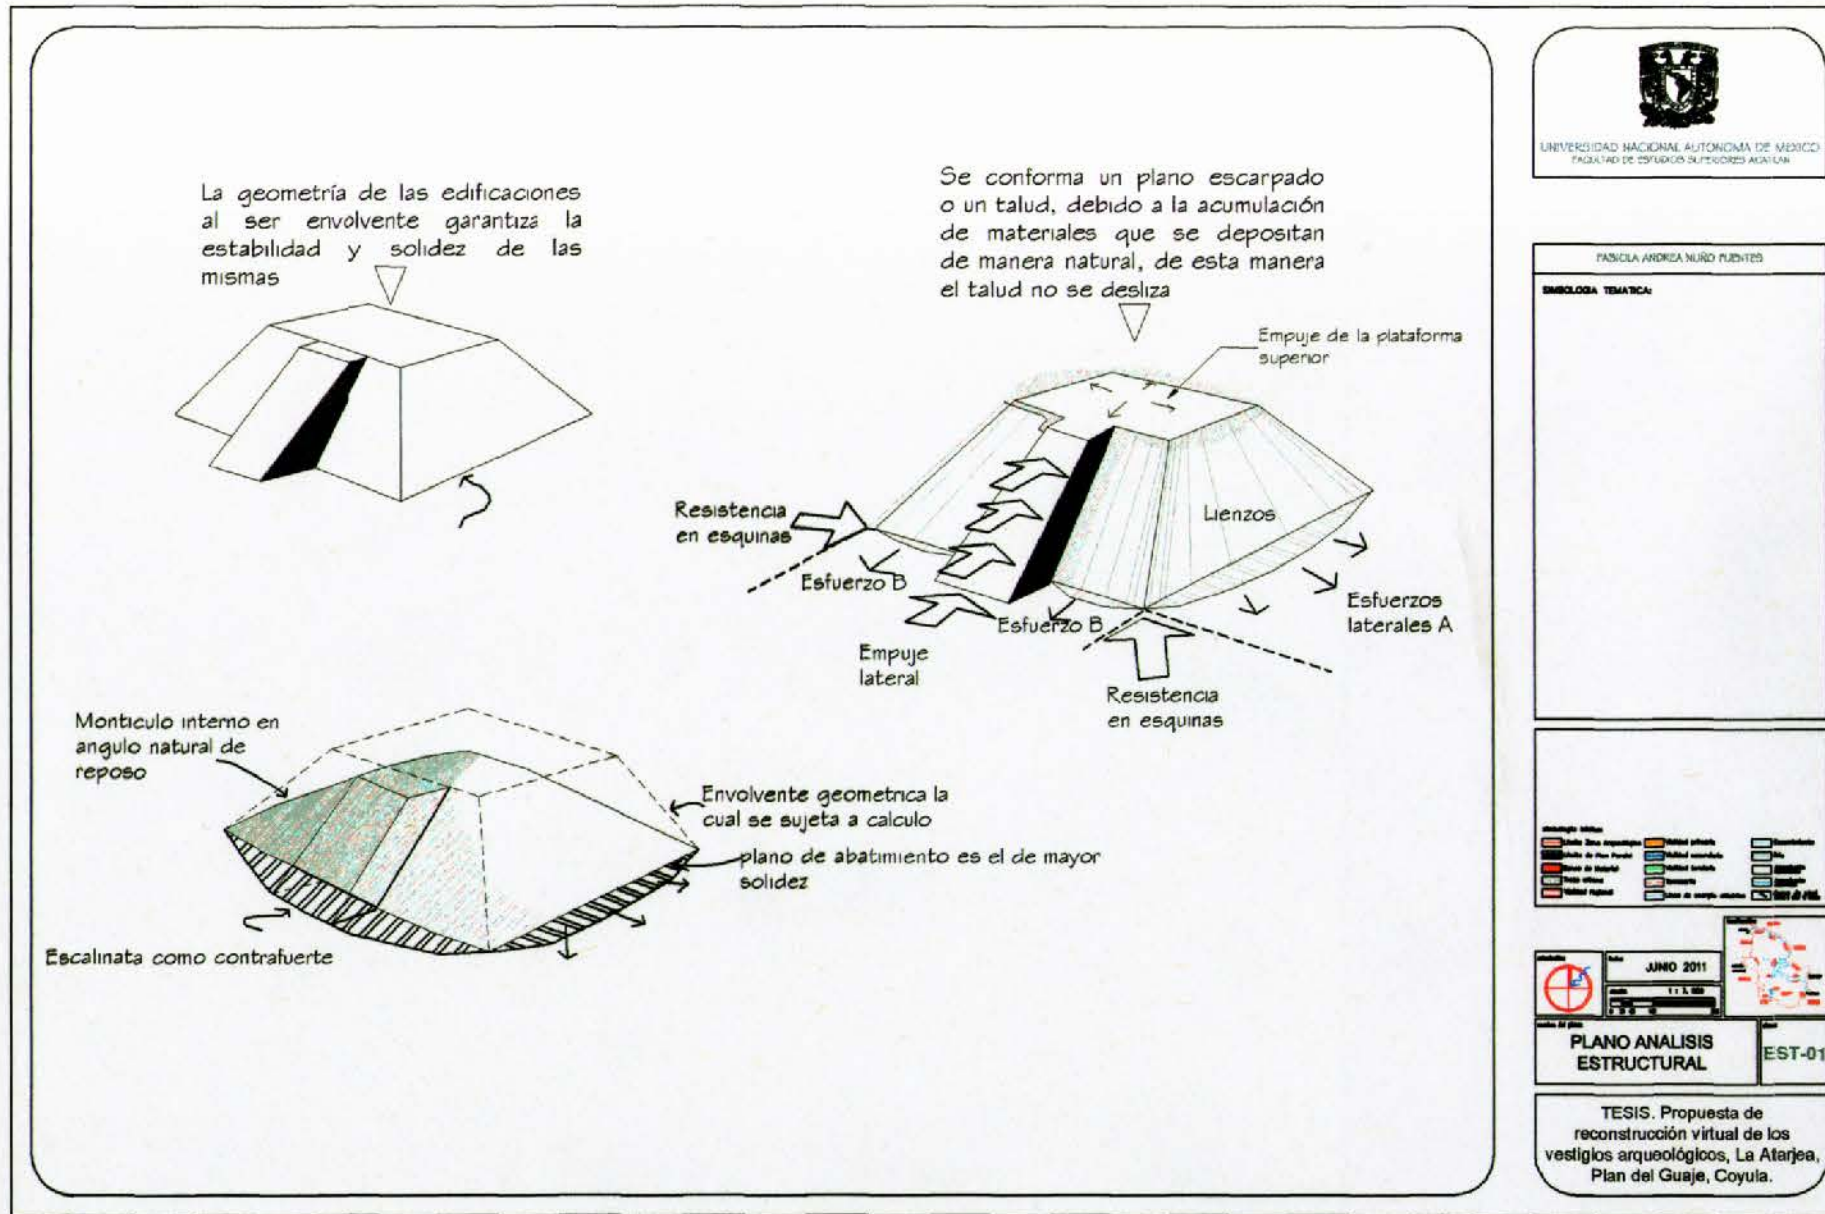 La geometría de las edificaciones
al ser envolvente garantiza la
estabilidad y solidez de las
mismas
Se conforma un plano escarpado
o un talud, debido a la acumulación
de materiales que se depositan
de manera natural, de esta manera
el talud no se desliza
Empuje de la plataforma
superior
Resistencia
en esquinas
Lienzos
Esfuerzo B
Esfuerzo B
Esfuerzos
laterales A
Empuje
lateral
Resistencia
en esquinas
Monticulo interno en
angulo natural de
reposo
Envolvente geometrica la
cual se sujeta a calculo
plano de abatimiento es el de mayor
solidez
Escalinata como contrafuerte
UNIVERSIDAD NACIONAL AUTONOMA DE MEXICO
FACULTAD DE ESTUDIOS SUPERIORES ACATLAN
FABIOLA ANDREA NUÑO FUENTES
SIMBOLOGIA TEMATICA:
JUNIO 2011
PLANO ANALISIS
ESTRUCTURAL
EST-01
TESIS. Propuesta de
reconstrucción virtual de los
vestigios arqueológicos, La Atarjea,
Plan del Guaje, Coyula.